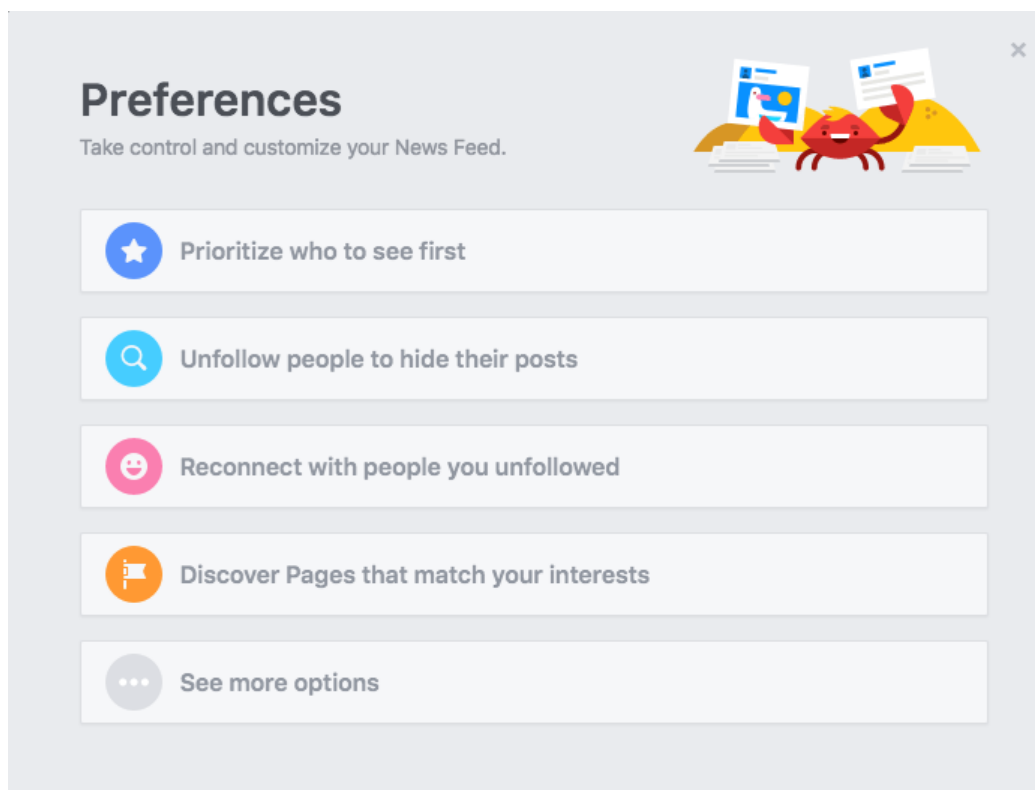 Preferences
Take control and customize your News Feed.
Prioritize who to see first
Unfollow people to hide their posts
Reconnect with people you unfollowed
Discover Pages that match your interests
See more options